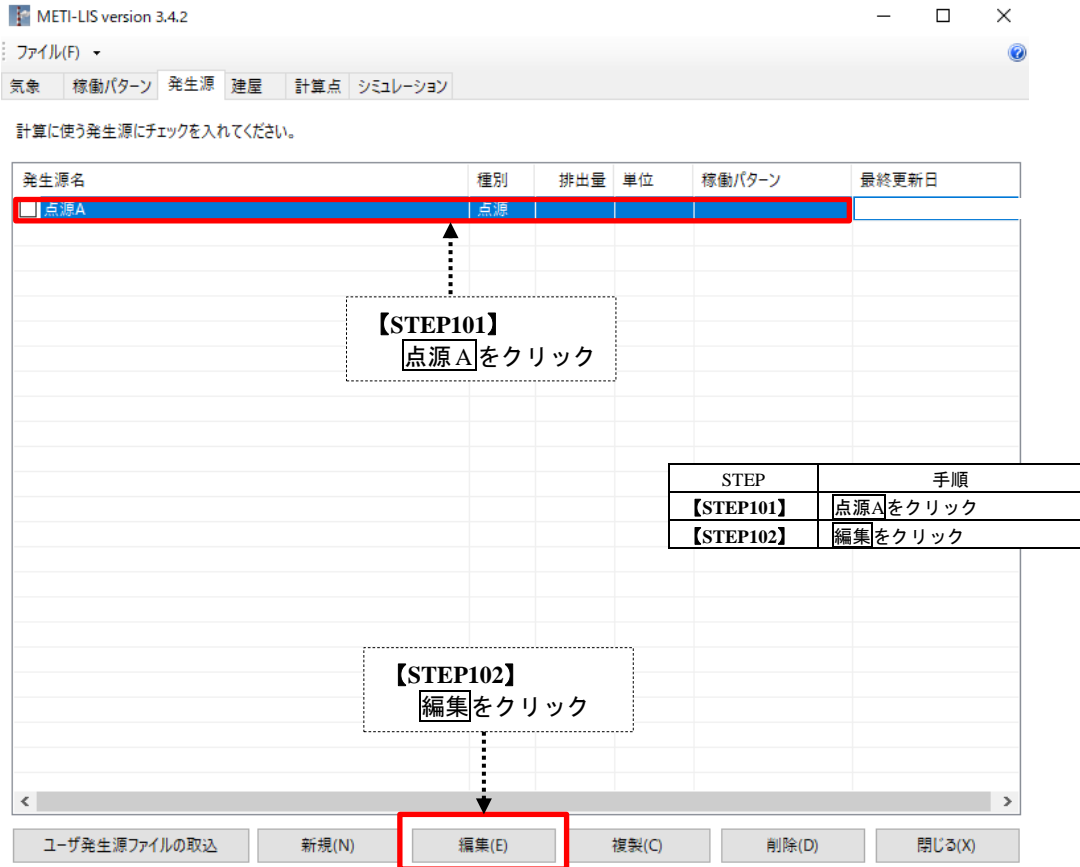 METI-LIS version 3.4.2
ファイル(F)
気象 稼働パターン 発生源 建屋 計算点 シミュレーション
計算に使う発生源にチェックを入れてください。
発生源名 種別 排出量 単位 稼働パターン 最終更新日
点源A 点源
【STEP101】
点源Aをクリック
STEP 手順
【STEP101】 点源Aをクリック
【STEP102】 編集をクリック
【STEP102】
編集をクリック
ユーザ発生源ファイルの取込 新規(N) 編集(E) 複製(C) 削除(D) 閉じる(X)